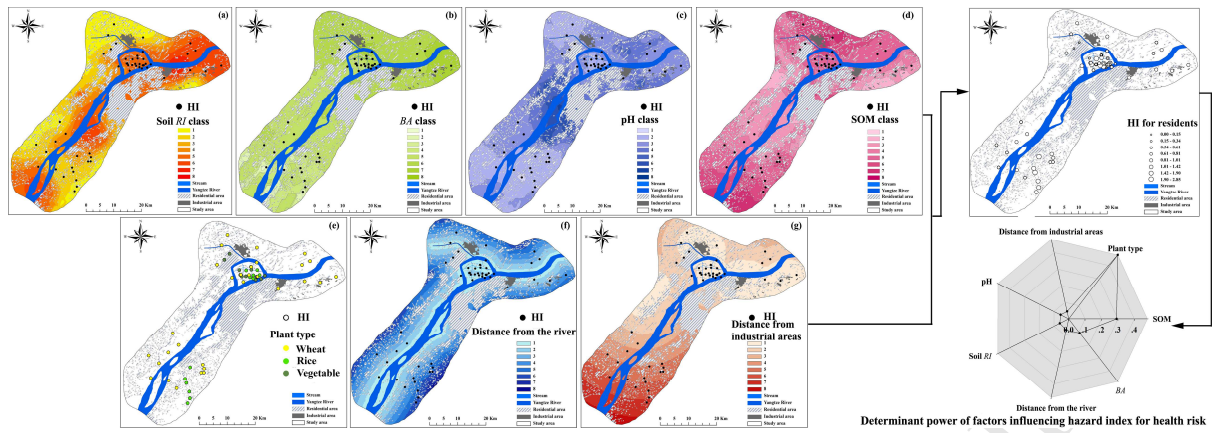 (a)
HI
Soil RI class
1
2
3
4
5
6
7
8
Stream
Yangtze River
Residential area
Industrial area
Study area
0 5 10 20 Km
(b)
HI
BA class
1
2
3
4
5
6
7
8
Stream
Yangtze River
Residential area
Industrial area
Study area
0 5 10 20 Km
(c)
HI
pH class
1
2
3
4
5
6
7
8
Stream
Yangtze River
Residential area
Industrial area
Study area
0 5 10 20 Km
(d)
HI
SOM class
1
2
3
4
5
6
7
8
Stream
Yangtze River
Residential area
Industrial area
Study area
0 5 10 20 Km
HI for residents
0.00 - 0.15
0.15 - 0.34
0.61 - 0.81
0.81 - 1.01
1.01 - 1.42
1.42 - 1.90
1.90 - 2.89
Stream
Yangtze River
Residential area
Industrial area
Study area
0 5 10 20 Km
(e)
HI
Plant type
Wheat
Rice
Vegetable
Stream
Yangtze River
Residential area
Industrial area
Study area
0 5 10 20 Km
(f)
HI
Distance from the river
1
2
3
4
5
6
7
8
Stream
Yangtze River
Residential area
Industrial area
Study area
0 5 10 20 Km
(g)
HI
Distance from
industrial areas
1
2
3
4
5
6
7
8
Stream
Yangtze River
Residential area
Industrial area
Study area
0 5 10 20 Km
Distance from industrial areas
Plant type
pH
0.0 .1 .2 .3 .4
SOM
Soil RI
BA
Distance from the river
Determinant power of factors influencing hazard index for health risk